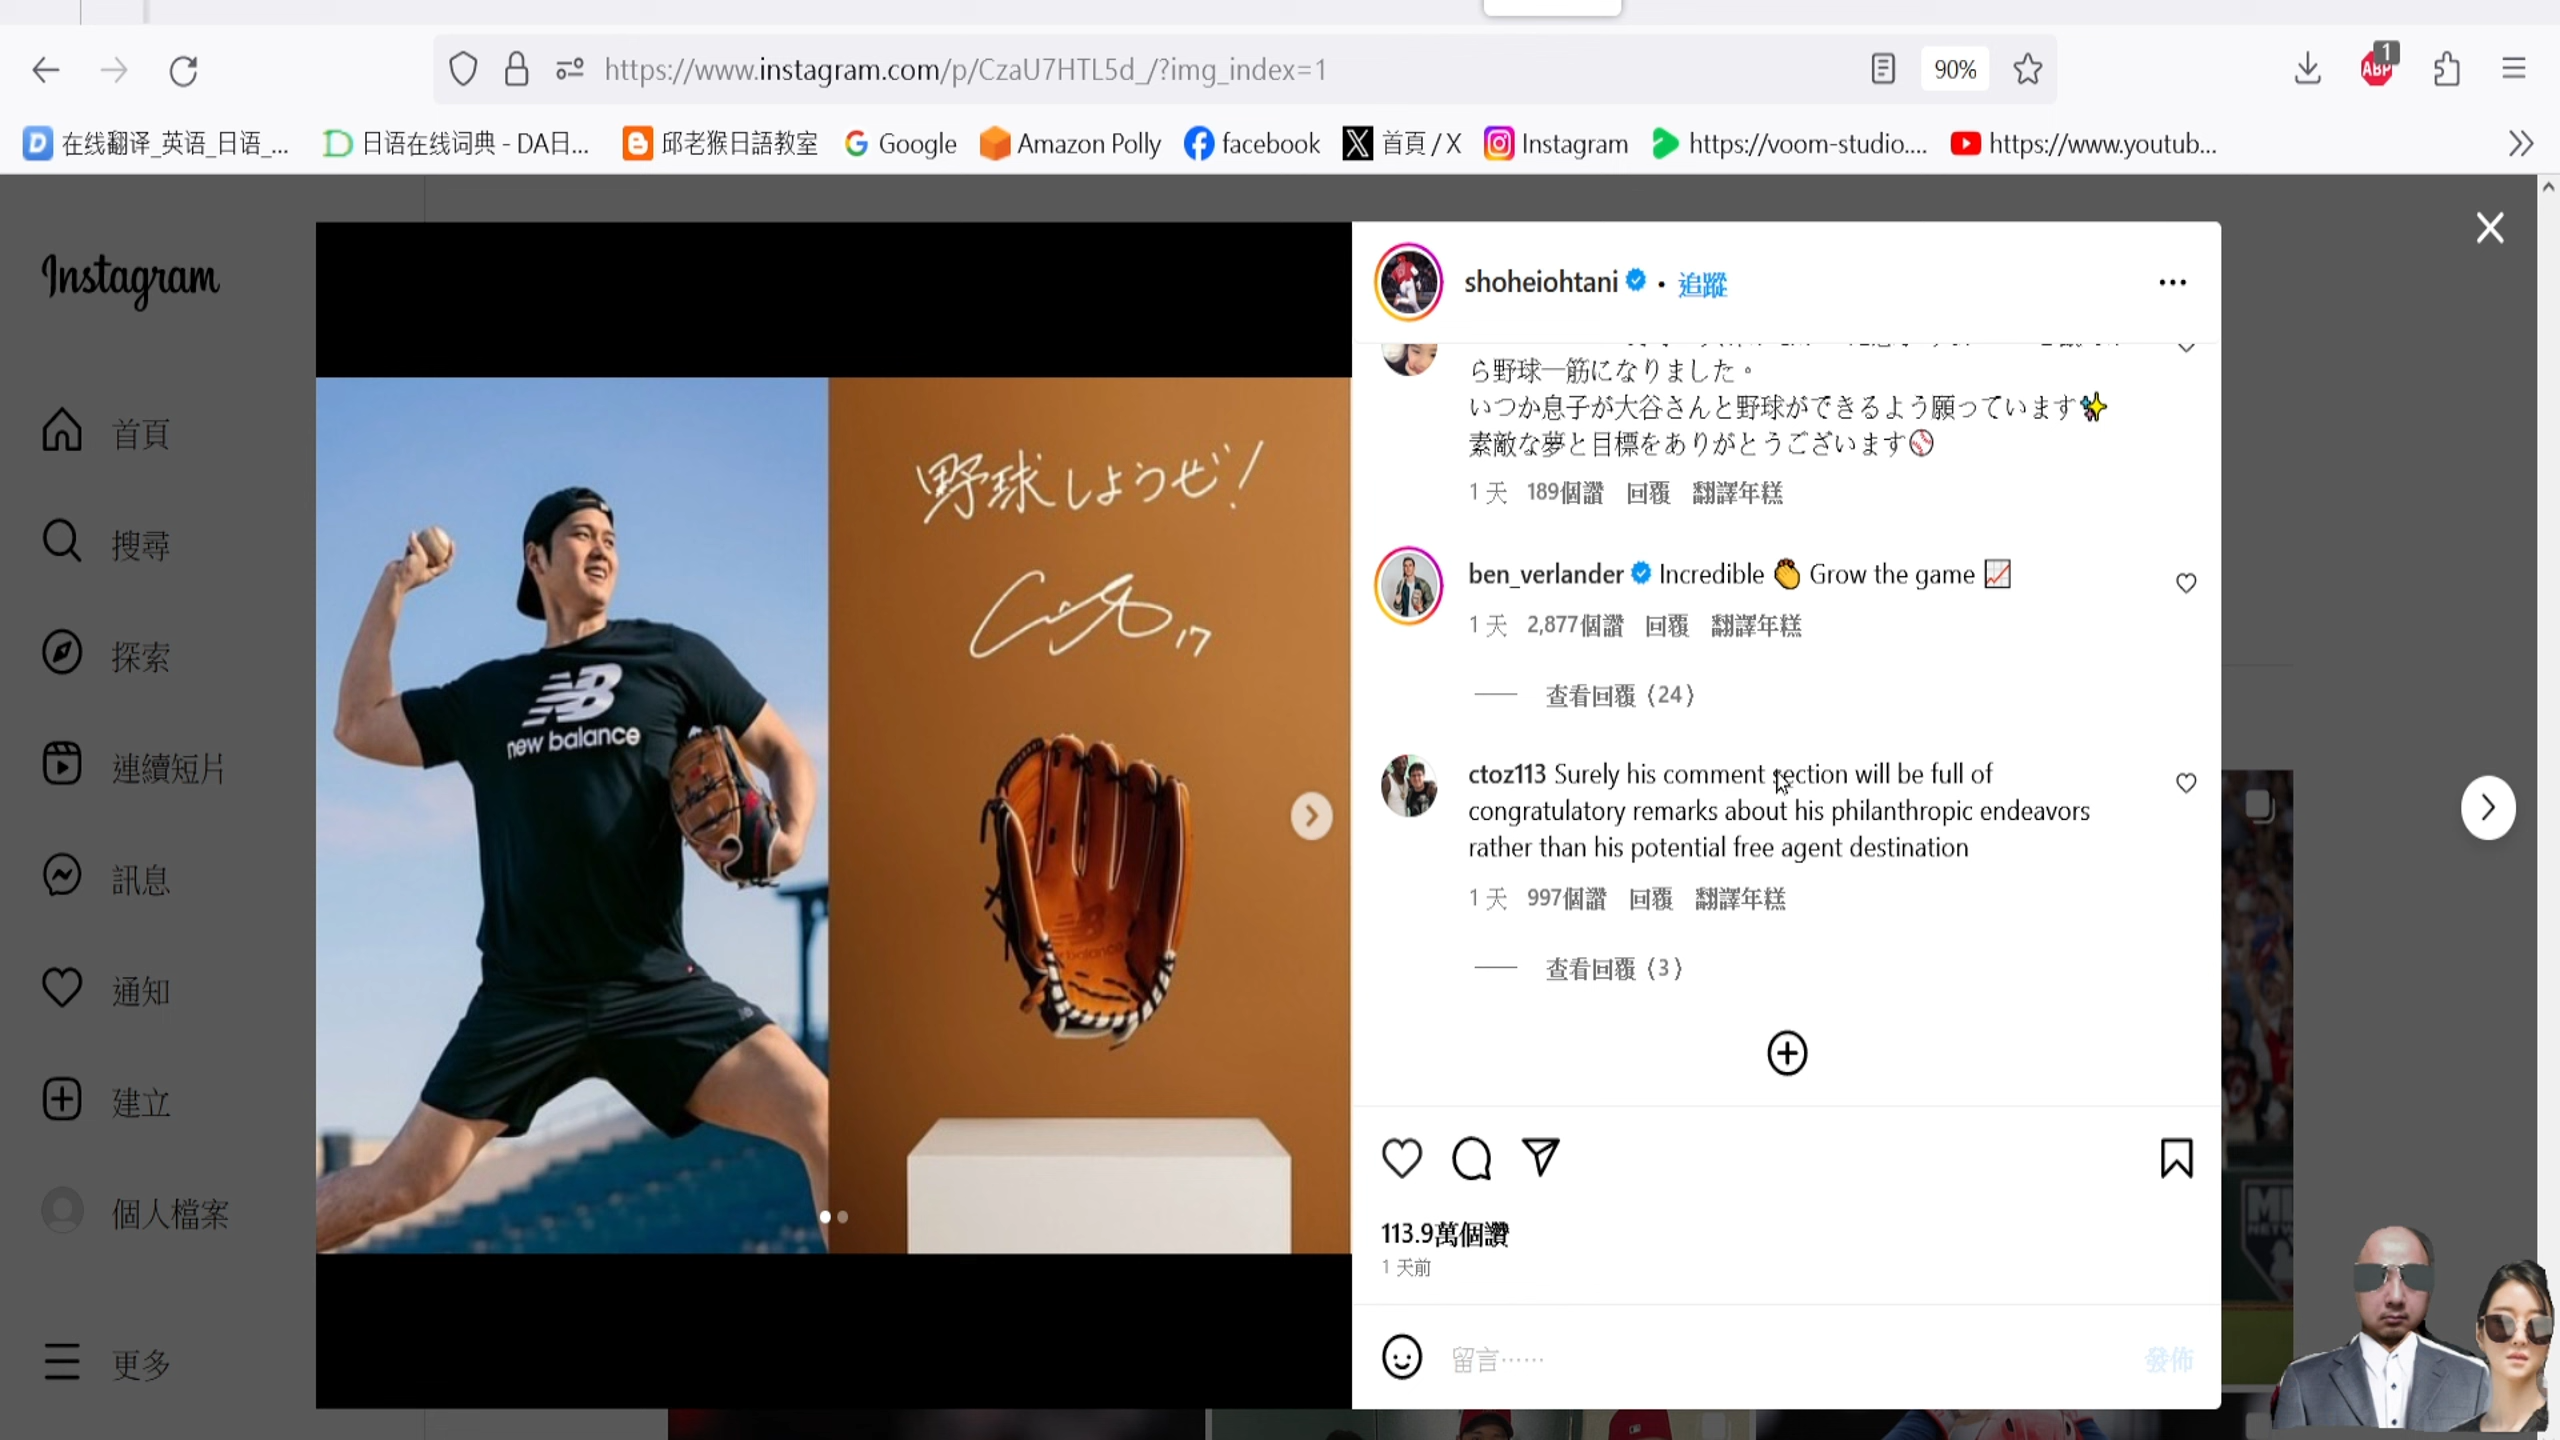 https://www.instagram.com/p/CzaU7HTL5d_/?img_index=1
90%
ABP
1
在线翻译_英语_日语_...
日语在线词典 - DA日...
邱老猴日語教室
Google
Amazon Polly
facebook
首頁 / X
Instagram
https://voom-studio....
https://www.youtub...
Instagram
首頁
搜尋
探索
連續短片
訊息
通知
建立
個人檔案
更多
NB
new balance
野球しようぜ!
17
shoheiohtani • 追蹤
ら野球一筋になりました。
いつか息子が大谷さんと野球ができるよう願っています✨
素敵な夢と目標をありがとうございます⚾
1 天 189個讚 回覆 翻譯年糕
ben_verlander Incredible 👏 Grow the game 📈
1 天 2,877個讚 回覆 翻譯年糕
查看回覆（24）
ctoz113 Surely his comment section will be full of
congratulatory remarks about his philanthropic endeavors
rather than his potential free agent destination
1 天 997個讚 回覆 翻譯年糕
查看回覆（3）
113.9萬個讚
1 天前
留言……
發佈